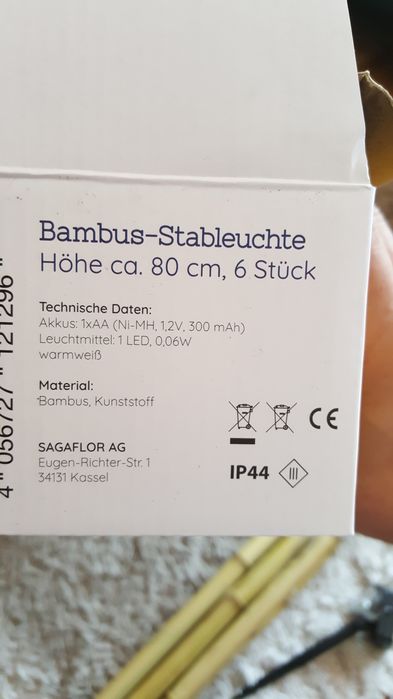 Bambus-Stableuchte
Höhe ca. 80 cm, 6 Stück
Technische Daten:
Akkus: 1xAA (Ni-MH, 1,2V, 300 mAh)
Leuchtmittel: 1 LED, 0,06W
warmweiß
Material:
Bambus, Kunststoff
SAGAFLOR AG
Eugen-Richter-Str. 1
34131 Kassel
CE
IP44 III
4 "056727" 121296"